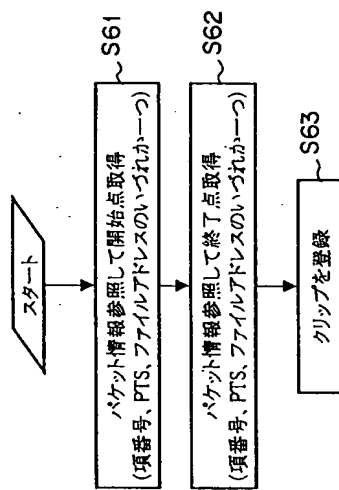 スタート
パケット情報参照して開始点取得
(項番号、PTS、ファイルアドレスのいづれか一つ)
S61
パケット情報参照して終了点取得
(項番号、PTS、ファイルアドレスのいづれか一つ)
S62
クリップを登録
S63